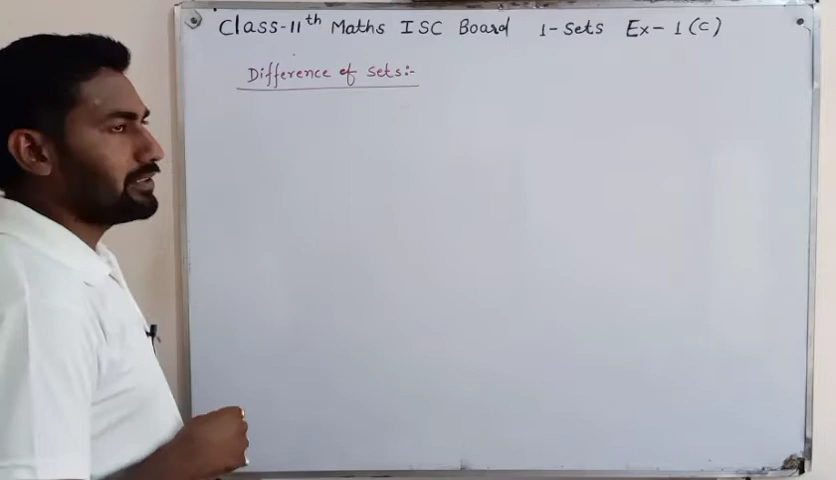 Class-11th Maths ISC Board 1-Sets Ex-1(C)
Difference of Sets:-